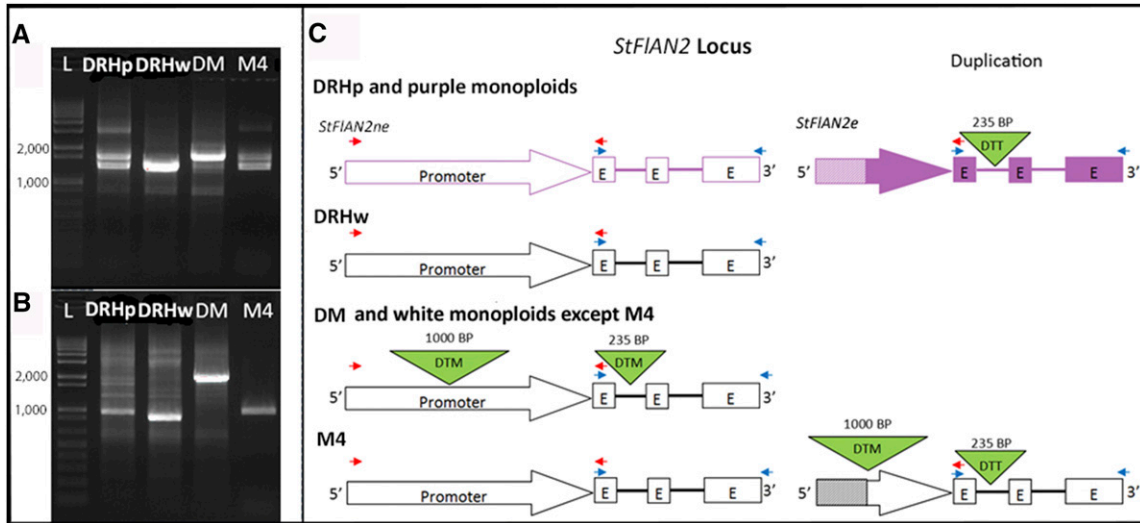 A
L DRHp DRHw DM M4
2,000
1,000
B
L DRHp DRHw DM M4
2,000
1,000
C
StFlAN2 Locus
Duplication
DRHp and purple monoploids
StFlAN2ne
5' Promoter E E E 3'
StFlAN2e
235 BP
DTT
5' E E E 3'
DRHw
5' Promoter E E E 3'
DM and white monoploids except M4
1000 BP 235 BP
DTM DTM
5' Promoter E E E 3'
M4
5' Promoter E E E 3'
1000 BP
235 BP
DTM
DTT
5' E E E 3'